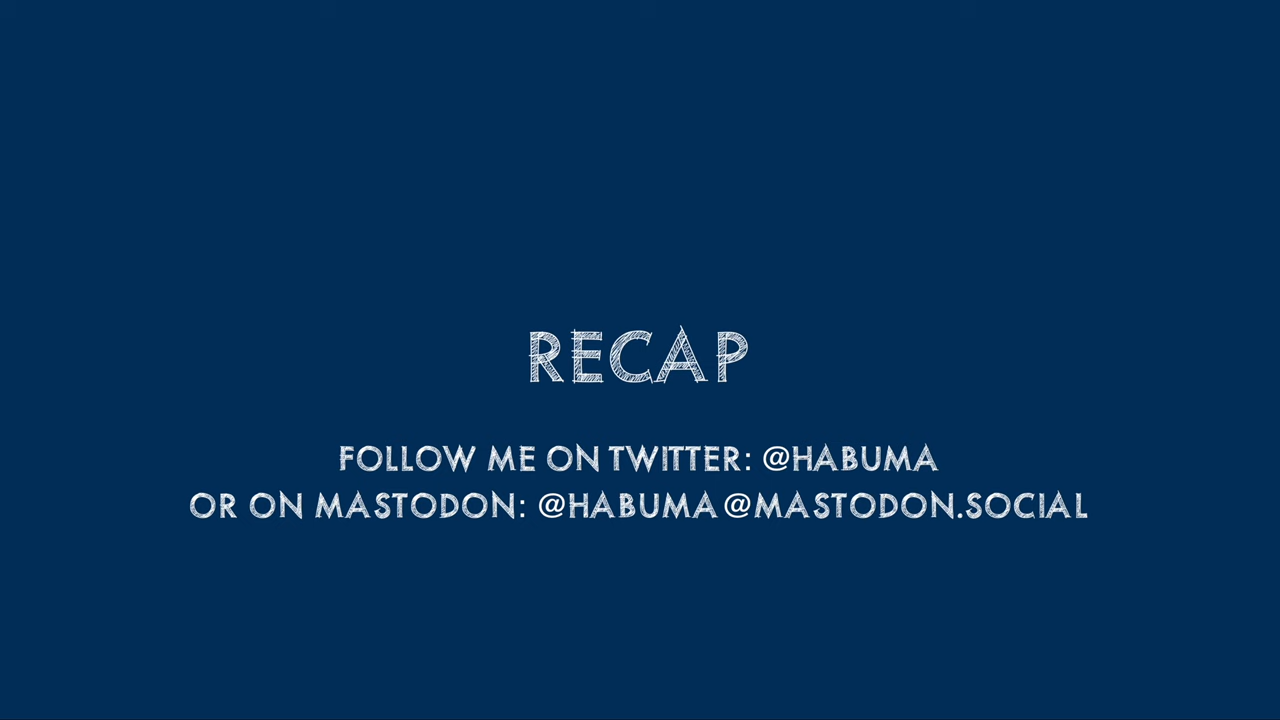 RECAP
FOLLOW ME ON TWITTER: @HABUMA
OR ON MASTODON: @HABUMA@MASTODON.SOCIAL